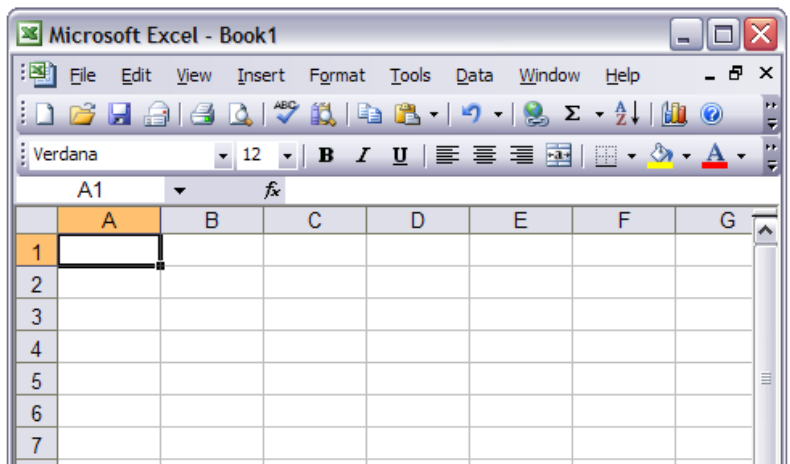 Microsoft Excel - Book1
File Edit View Insert Format Tools Data Window Help
ABC Σ A Z ?
Verdana 12 B I U a A
A1 fx
A B C D E F G
1
2
3
4
5
6
7